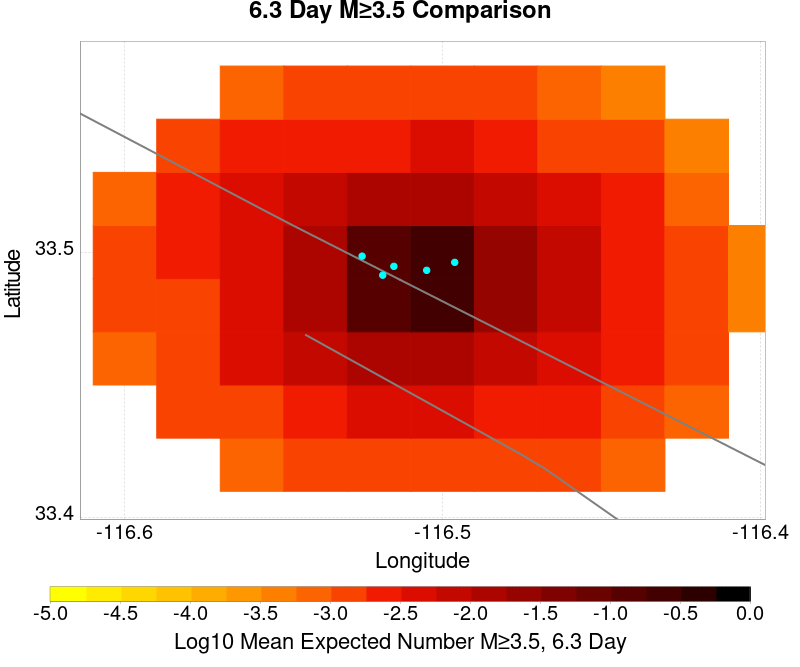 6.3 Day M≥3.5 Comparison
Latitude
33.5
33.4
-116.6 -116.5 -116.4
Longitude
-5.0 -4.5 -4.0 -3.5 -3.0 -2.5 -2.0 -1.5 -1.0 -0.5 0.0
Log10 Mean Expected Number M≥3.5, 6.3 Day